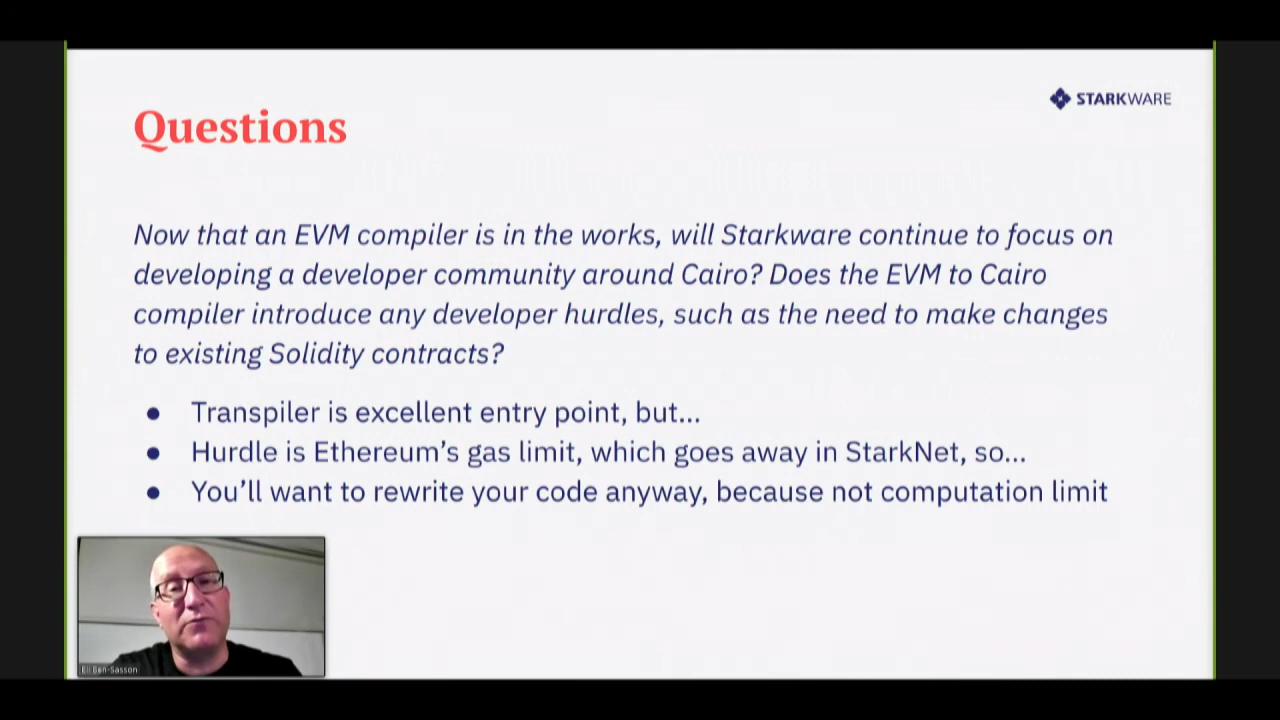 STARKWARE
Questions
Now that an EVM compiler is in the works, will Starkware continue to focus on
developing a developer community around Cairo? Does the EVM to Cairo
compiler introduce any developer hurdles, such as the need to make changes
to existing Solidity contracts?
● Transpiler is excellent entry point, but...
● Hurdle is Ethereum's gas limit, which goes away in StarkNet, so...
● You'll want to rewrite your code anyway, because not computation limit
Eli Ben-Sasson